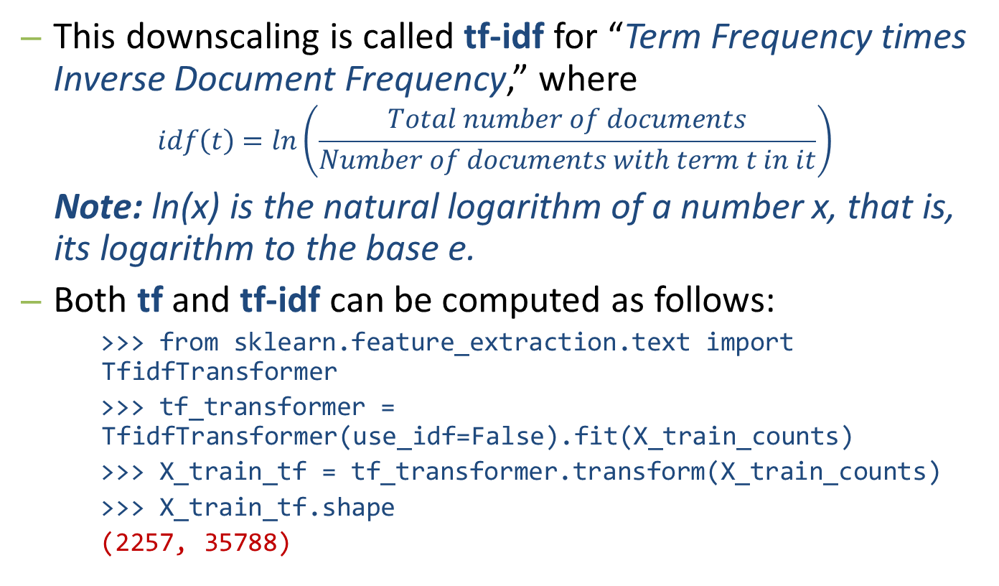 – This downscaling is called tf-idf for “Term Frequency times
Inverse Document Frequency,” where
idf(t) = ln(Total number of documents / Number of documents with term t in it)
Note: ln(x) is the natural logarithm of a number x, that is,
its logarithm to the base e.
– Both tf and tf-idf can be computed as follows:
>>> from sklearn.feature_extraction.text import
TfidfTransformer
>>> tf_transformer =
TfidfTransformer(use_idf=False).fit(X_train_counts)
>>> X_train_tf = tf_transformer.transform(X_train_counts)
>>> X_train_tf.shape
(2257, 35788)